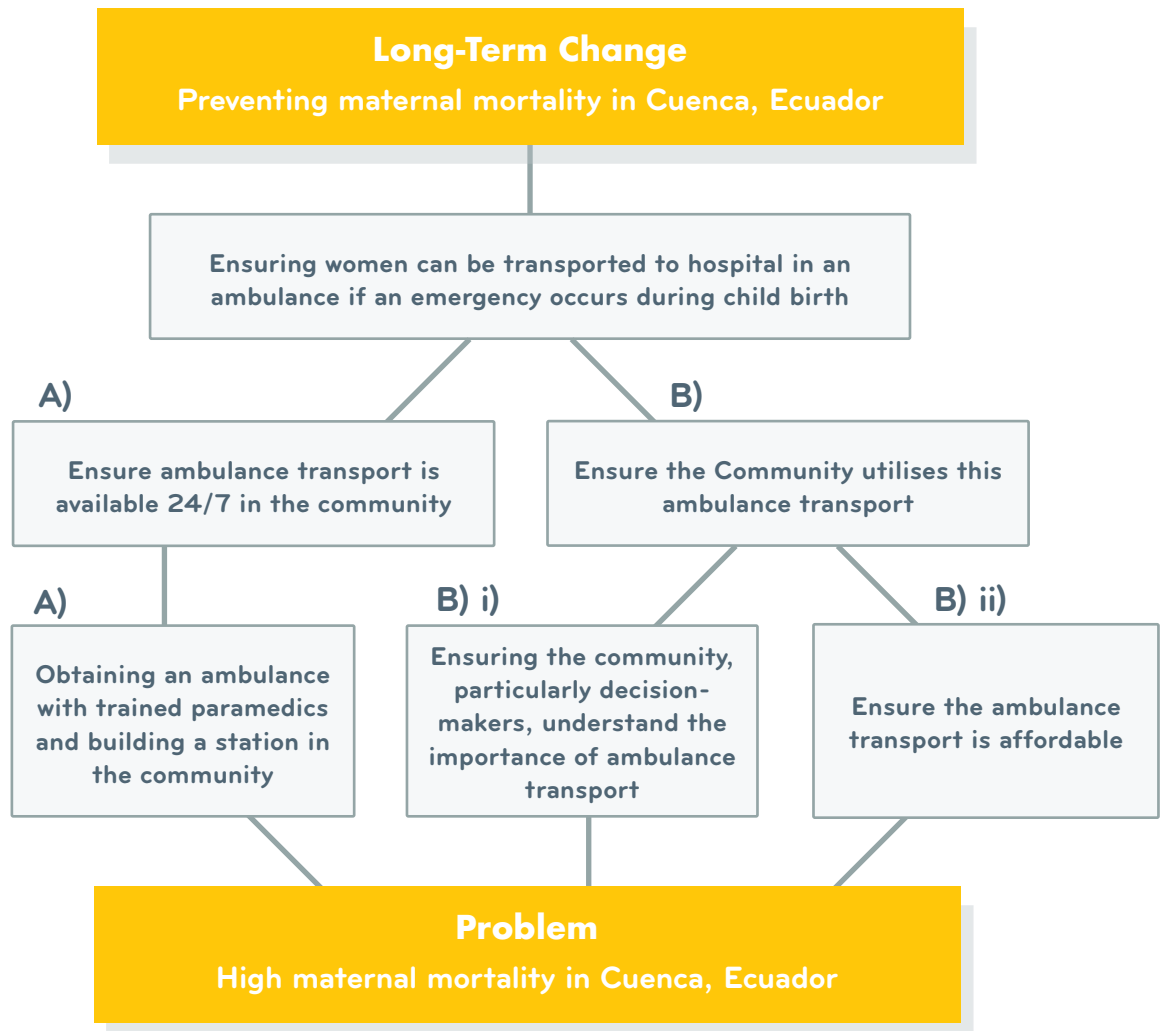 Long-Term Change
Preventing maternal mortality in Cuenca, Ecuador
Ensuring women can be transported to hospital in an
ambulance if an emergency occurs during child birth
A)
Ensure ambulance transport is
available 24/7 in the community
B)
Ensure the Community utilises this
ambulance transport
A)
Obtaining an ambulance
with trained paramedics
and building a station in
the community
B) i)
Ensuring the community,
particularly decision-
makers, understand the
importance of ambulance
transport
B) ii)
Ensure the ambulance
transport is affordable
Problem
High maternal mortality in Cuenca, Ecuador